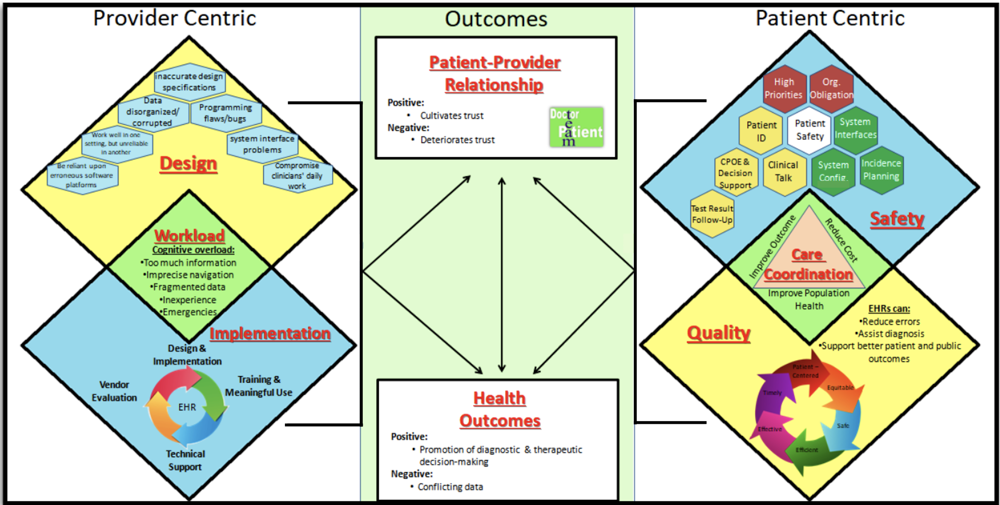 Provider Centric
inaccurate design
specifications
Data
disorganized/
corrupted
Programming
flaws/bugs
Work well in one
setting, but unreliable
in another
system interface
problems
Be reliant upon
erroneous software
platforms
Compromise
clinicians' daily
work
Design
Workload
Cognitive overload:
•Too much information
•Imprecise navigation
•Fragmented data
•Inexperience
•Emergencies
Implementation
Design &
Implementation
Training &
Meaningful Use
Technical
Support
Vendor
Evaluation
EHR
Outcomes
Patient-Provider
Relationship
Positive:
• Cultivates trust
Negative:
• Deteriorates trust
Doctor
team
Patient
Health
Outcomes
Positive:
• Promotion of diagnostic & therapeutic
decision-making
Negative:
• Conflicting data
Patient Centric
High
Priorities
Org.
Obligation
Patient
ID
Patient
Safety
System
Interfaces
CPOE &
Decision
Support
Clinical
Talk
System
Config.
Incidence
Planning
Test Result
Follow-Up
Safety
Improve Outcome
Reduce Cost
Care
Coordination
Improve Population
Health
Quality
EHRs can:
•Reduce errors
•Assist diagnosis
•Support better patient and public
outcomes
Patient –
Centered
Equitable
Safe
Efficient
Effective
Timely